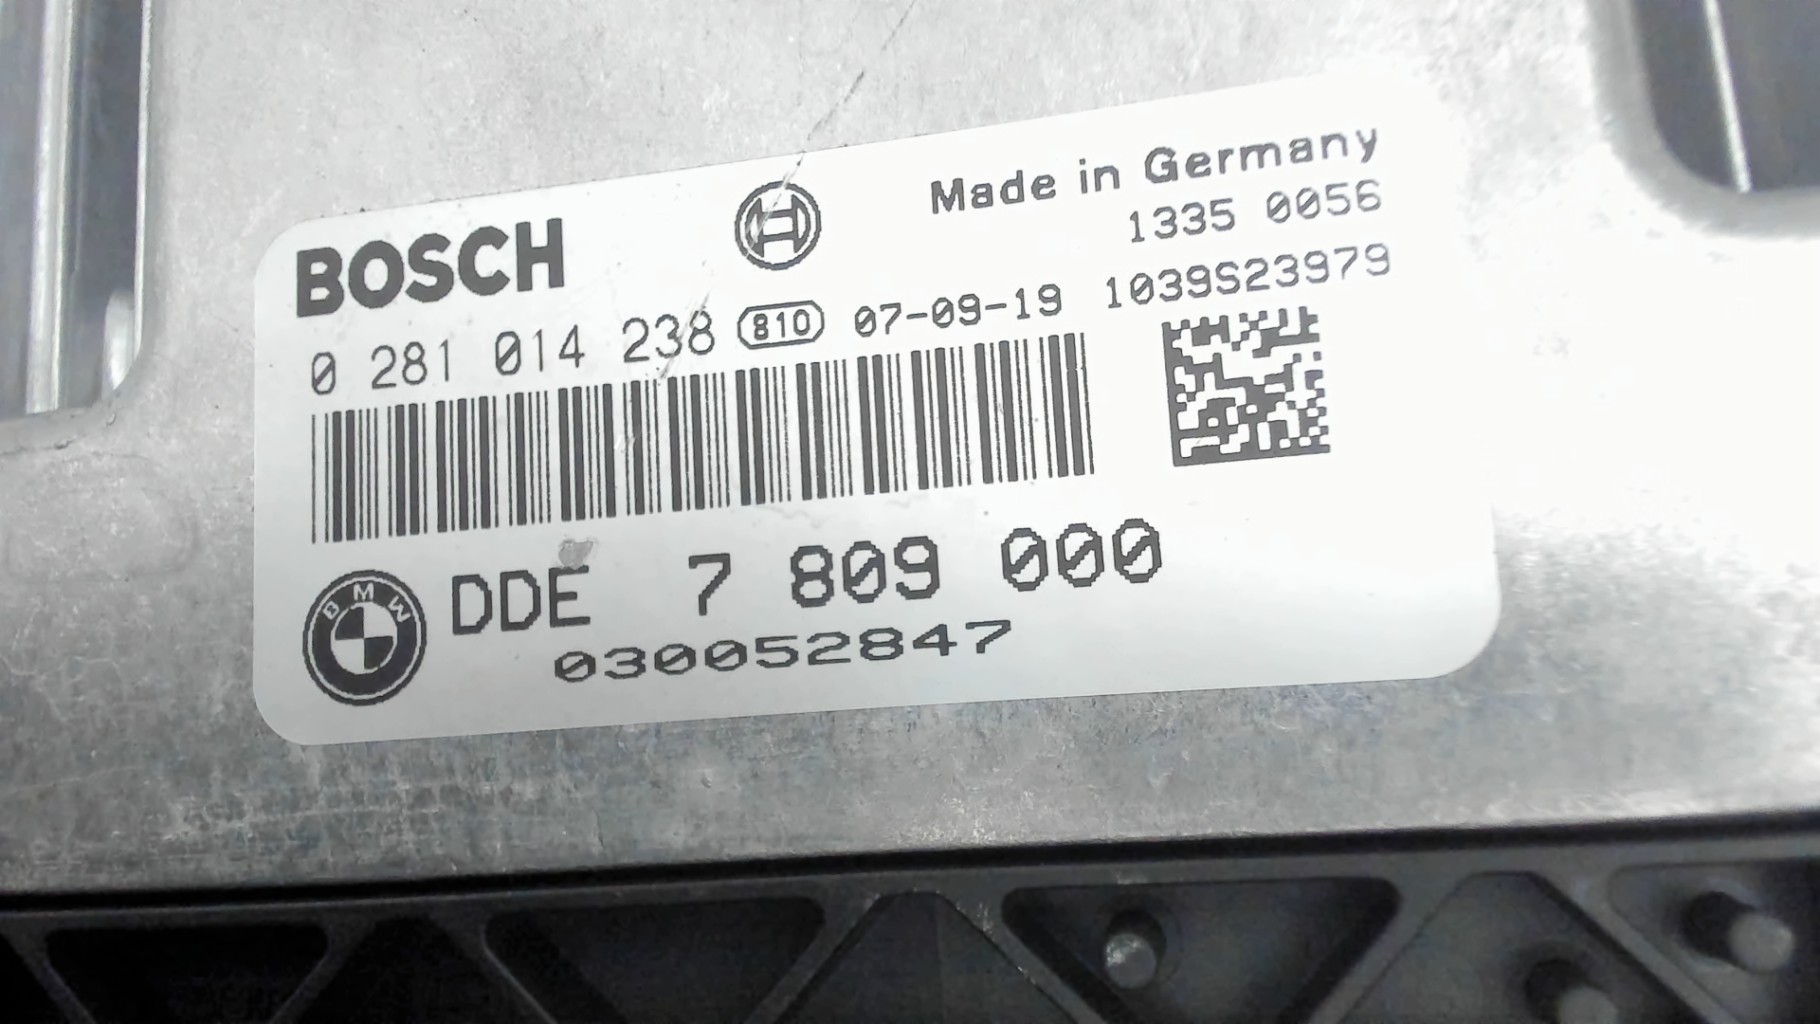 BOSCH
Made in Germany
1335 0056
0 281 014 238 810 07-09-19 1039S23979
BMW
DDE 7 809 000
030052847